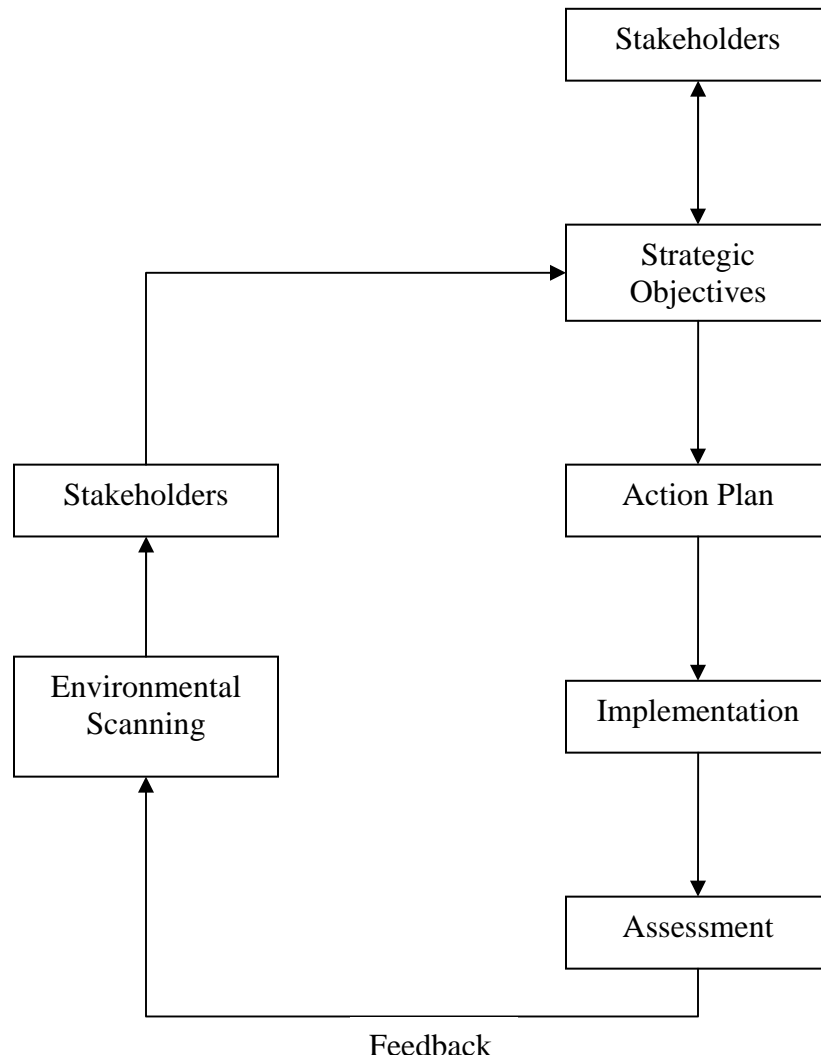 Stakeholders
Strategic
Objectives
Stakeholders
Action Plan
Environmental
Scanning
Implementation
Assessment
Feedback